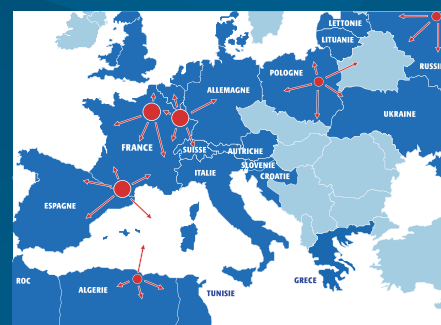 LETTONIE
LITUANIE
RUSSI
POLOGNE
ALLEMAGNE
UKRAINE
FRANCE
SUISSE
AUTRICHE
SLOVENIE
CROATIE
ITALIE
ESPAGNE
ROC
ALGERIE
TUNISIE
GRECE